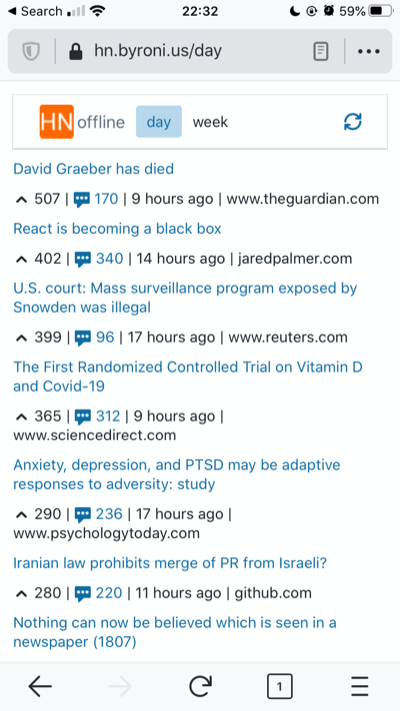 Search 22:32 59%
hn.byroni.us/day
HN offline day week
David Graeber has died
507 | 170 | 9 hours ago | www.theguardian.com
React is becoming a black box
402 | 340 | 14 hours ago | jaredpalmer.com
U.S. court: Mass surveillance program exposed by
Snowden was illegal
399 | 96 | 17 hours ago | www.reuters.com
The First Randomized Controlled Trial on Vitamin D
and Covid-19
365 | 312 | 9 hours ago |
www.sciencedirect.com
Anxiety, depression, and PTSD may be adaptive
responses to adversity: study
290 | 236 | 17 hours ago |
www.psychologytoday.com
Iranian law prohibits merge of PR from Israeli?
280 | 220 | 11 hours ago | github.com
Nothing can now be believed which is seen in a
newspaper (1807)
1